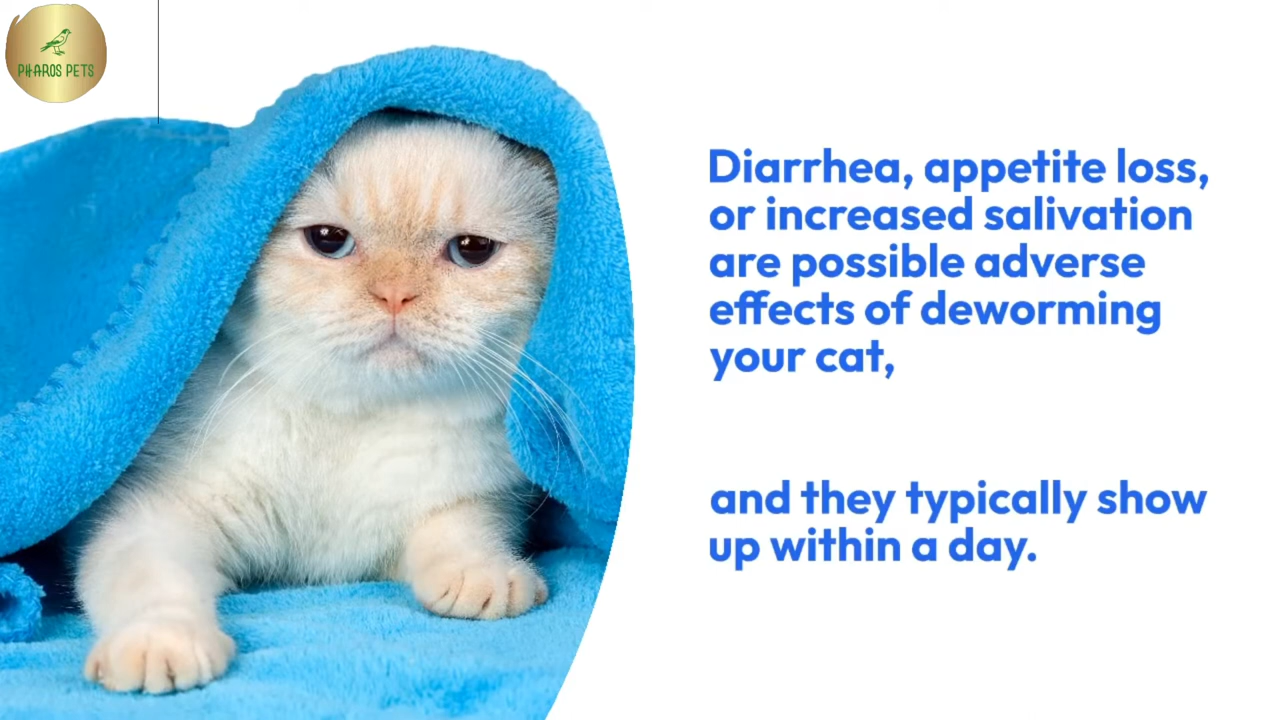 PHAROS PETS
Diarrhea, appetite loss,
or increased salivation
are possible adverse
effects of deworming
your cat,
and they typically show
up within a day.